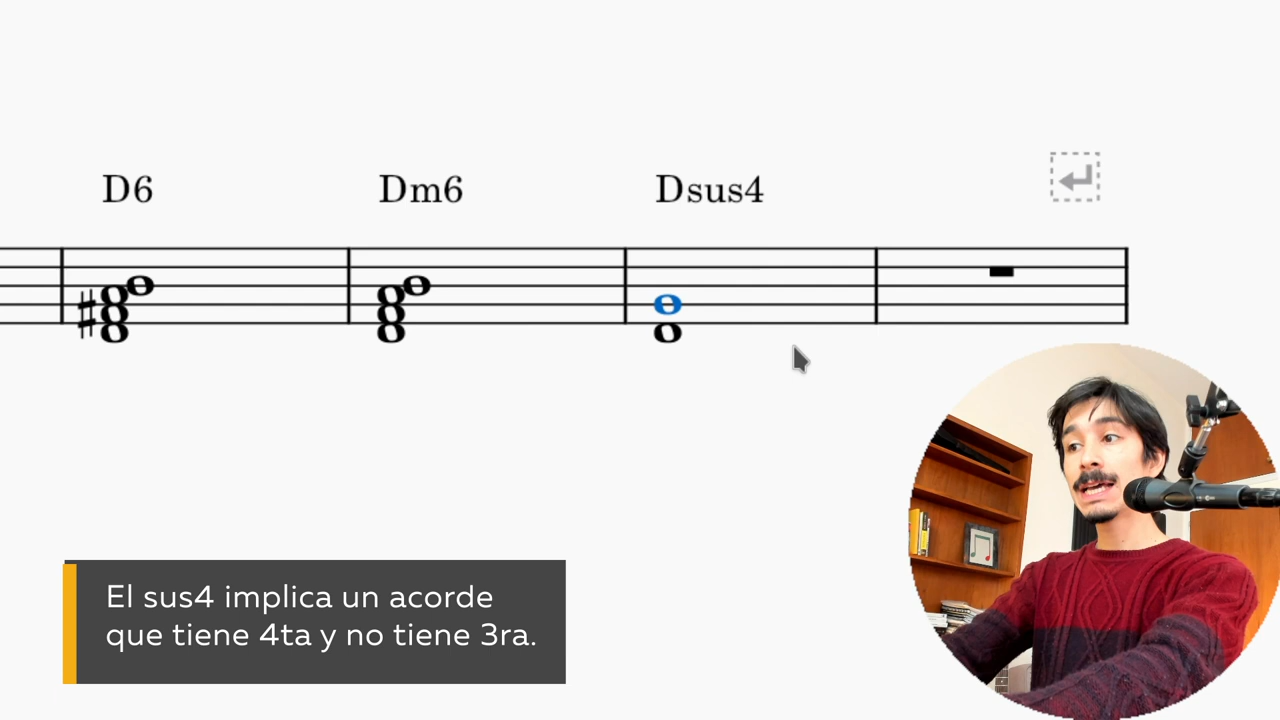 D6
Dm6
Dsus4
El sus4 implica un acorde
que tiene 4ta y no tiene 3ra.